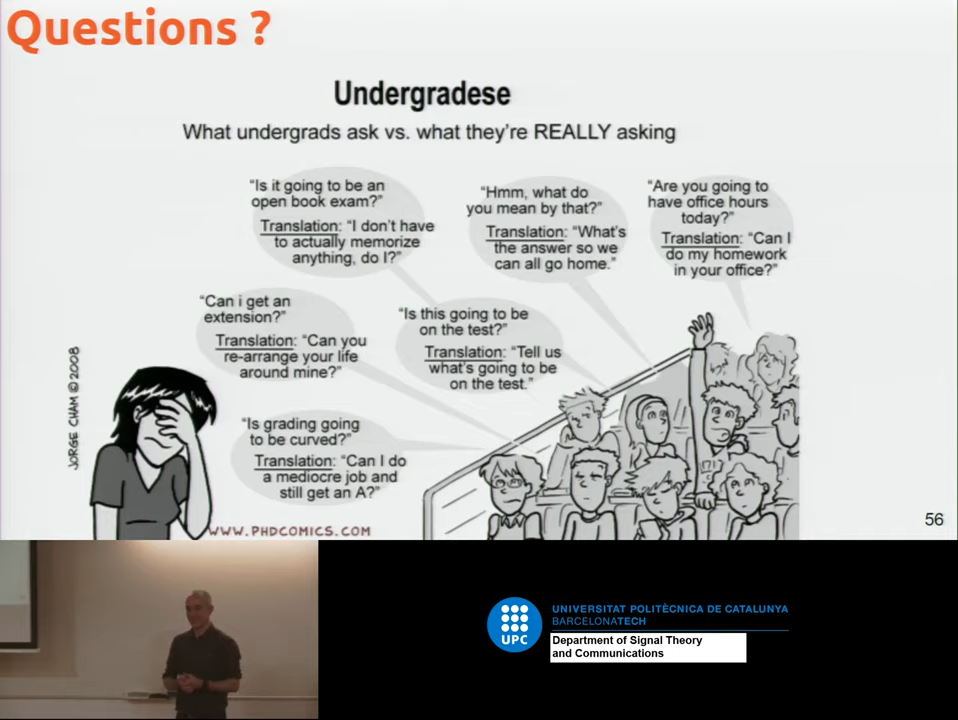 Questions ?
Undergradese
What undergrads ask vs. what they're REALLY asking
"Is it going to be an
open book exam?"
Translation: "I don't have
to actually memorize
anything, do I?"
"Hmm, what do
you mean by that?"
Translation: "What's
the answer so we
can all go home."
"Are you going to
have office hours
today?"
Translation: "Can I
do my homework
in your office?"
"Can i get an
extension?"
Translation: "Can you
re-arrange your life
around mine?"
"Is this going to be
on the test?"
Translation: "Tell us
what's going to be
on the test."
"Is grading going
to be curved?"
Translation: "Can I do
a mediocre job and
still get an A?"
JORGE CHAM © 2008
WWW.PHDCOMICS.COM
56
UPC
UNIVERSITAT POLITÈCNICA DE CATALUNYA
BARCELONATECH
Department of Signal Theory
and Communications